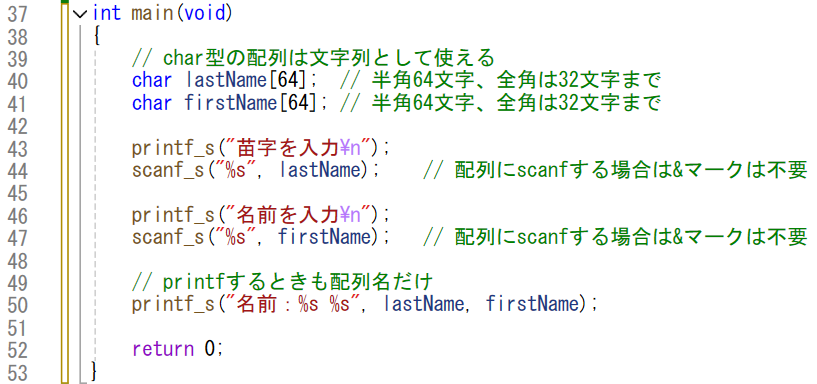 37 int main(void)
38 {
39 // char型の配列は文字列として使える
40 char lastName[64]; // 半角64文字、全角は32文字まで
41 char firstName[64]; // 半角64文字、全角は32文字まで
42
43 printf_s("苗字を入力¥n");
44 scanf_s("%s", lastName); // 配列にscanfする場合は&マークは不要
45
46 printf_s("名前を入力¥n");
47 scanf_s("%s", firstName); // 配列にscanfする場合は&マークは不要
48
49 // printfするときも配列名だけ
50 printf_s("名前：%s %s", lastName, firstName);
51
52 return 0;
53 }